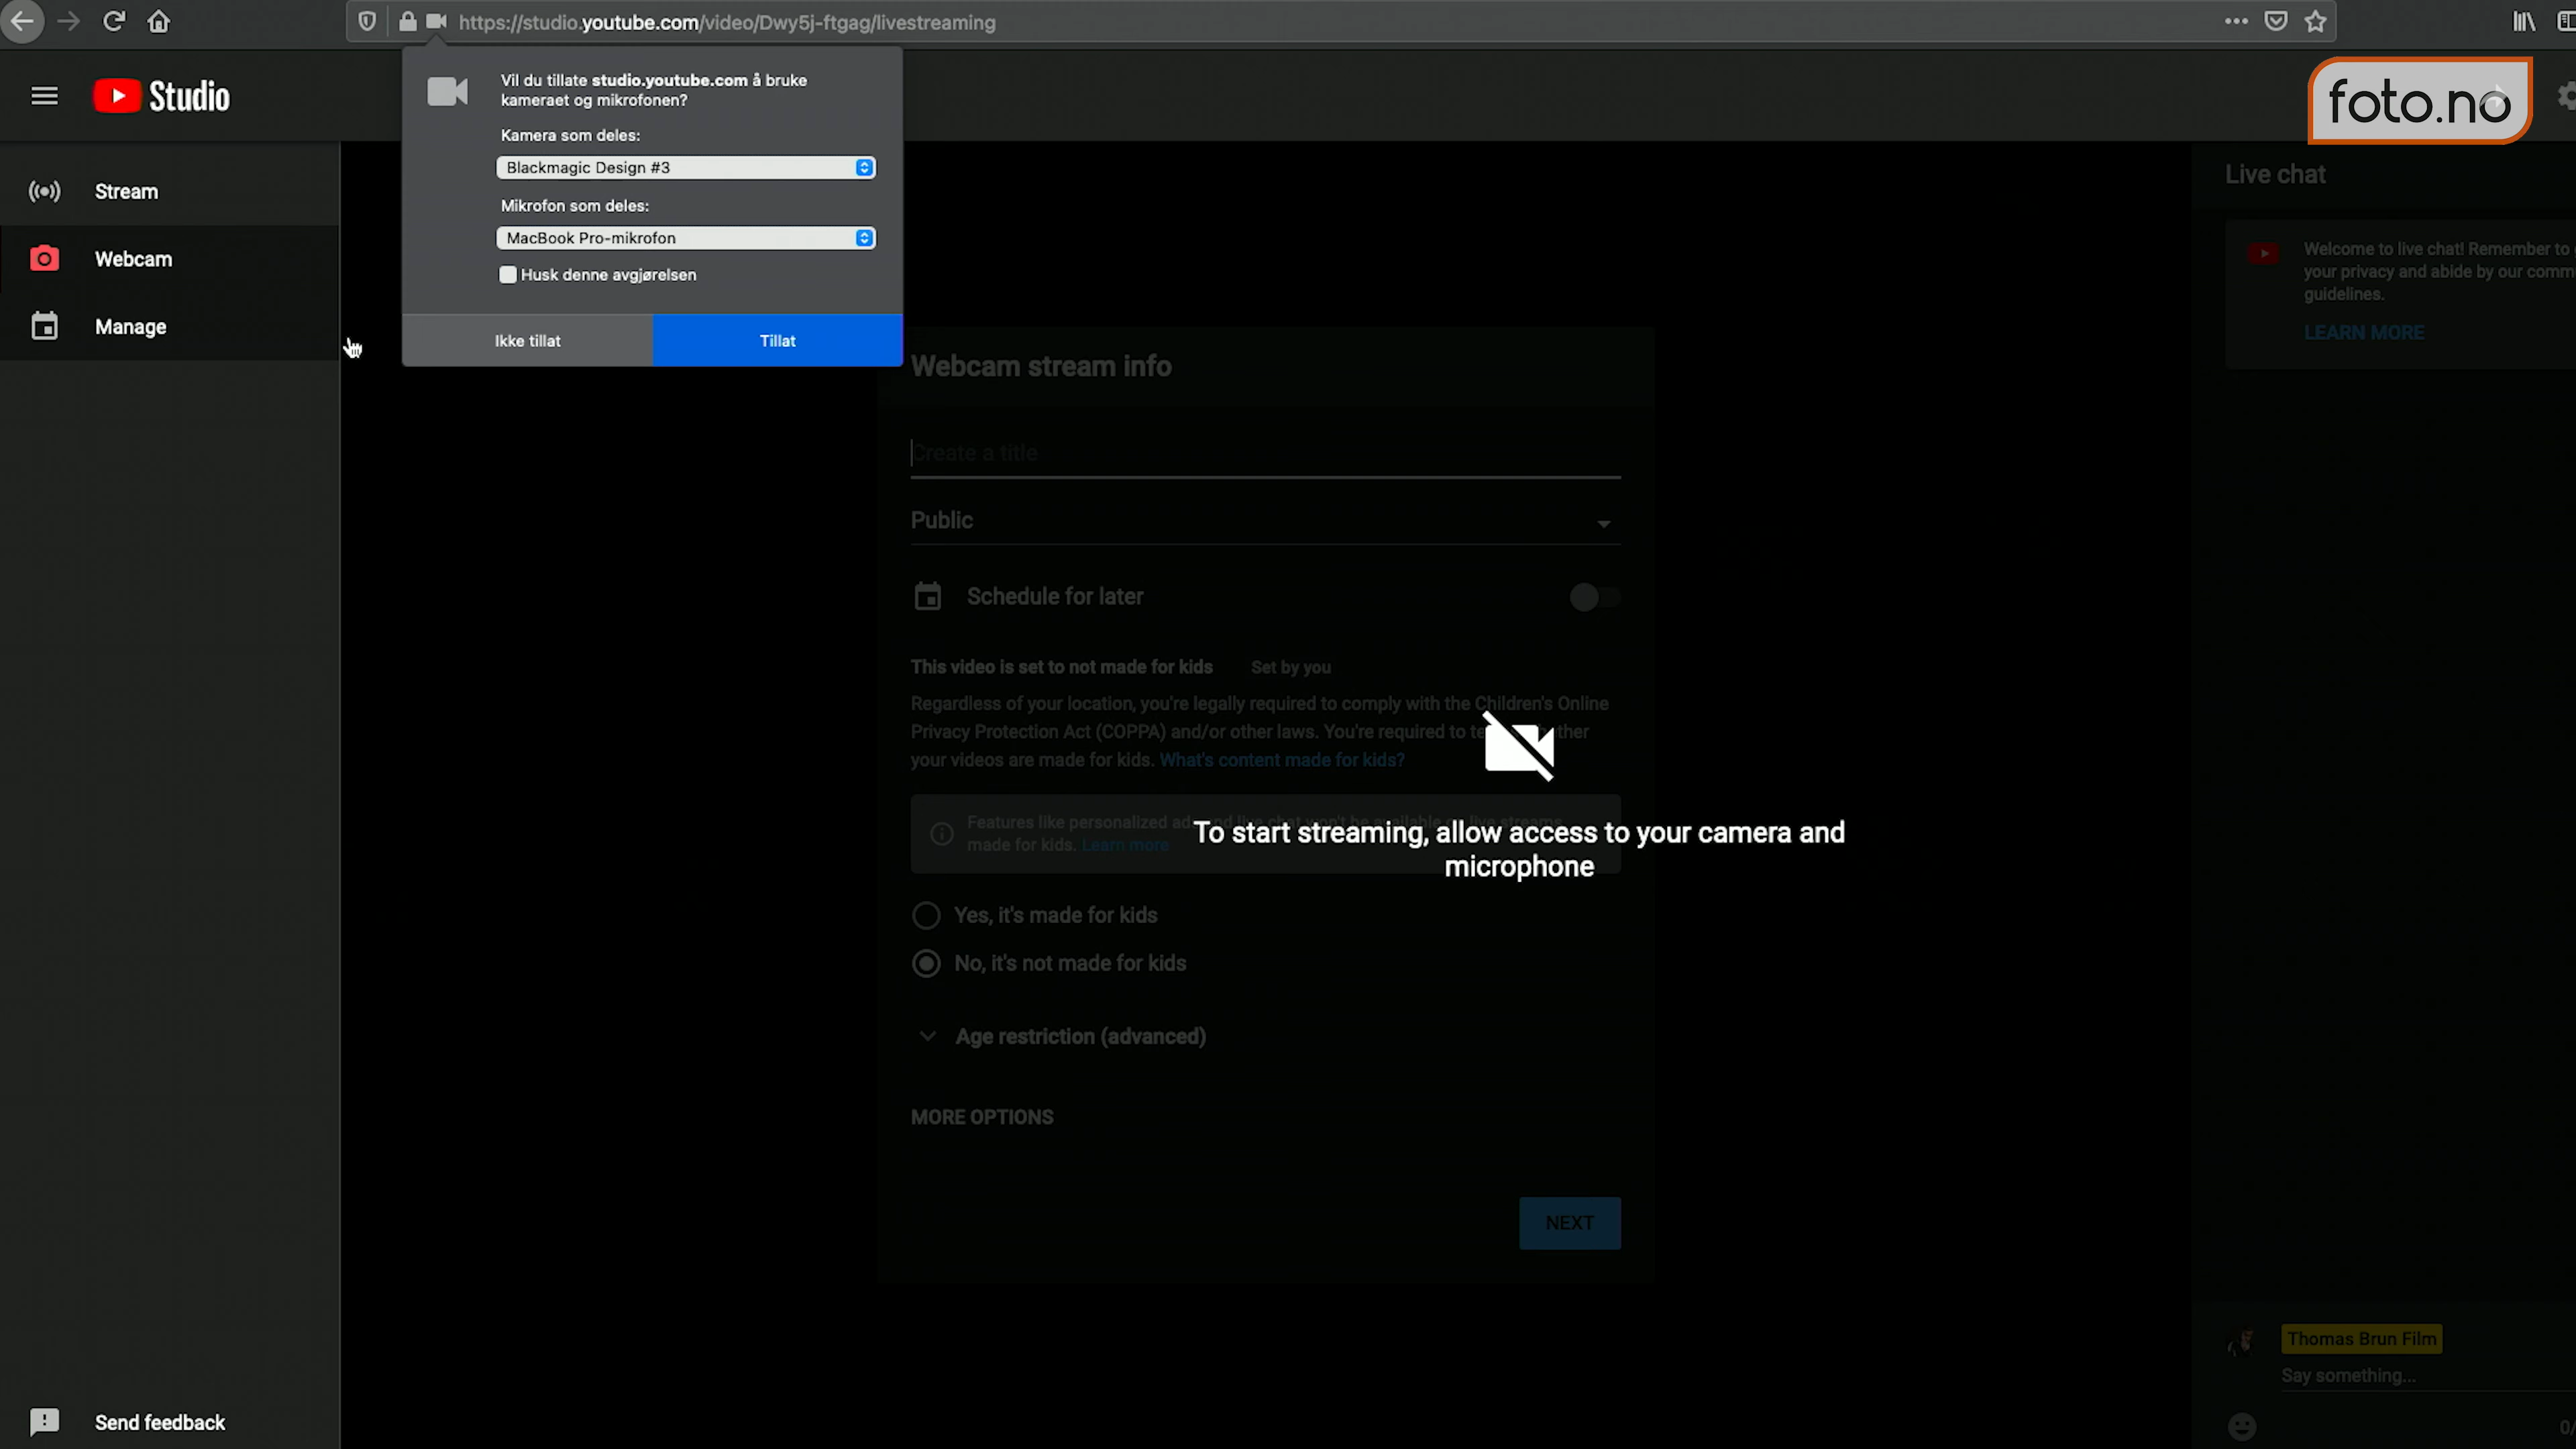 https://studio.youtube.com/video/Dwy5j-ftgag/livestreaming
Studio
foto.no
Vil du tillate studio.youtube.com å bruke
kameraet og mikrofonen?
Kamera som deles:
Blackmagic Design #3
Mikrofon som deles:
MacBook Pro-mikrofon
Husk denne avgjørelsen
Ikke tillat
Tillat
Stream
Webcam
Manage
Send feedback
Webcam stream info
Create a title
Public
Schedule for later
This video is set to not made for kids Set by you
Regardless of your location, you're legally required to comply with the Children's Online
Privacy Protection Act (COPPA) and/or other laws. You're required to
your videos are made for kids. What's content made for kids?
Features like personalized
made for kids. Learn more
To start streaming, allow access to your camera and
microphone
Yes, it's made for kids
No, it's not made for kids
Age restriction (advanced)
MORE OPTIONS
NEXT
Live chat
Welcome to live chat! Remember to
your privacy and abide by our
guidelines.
LEARN MORE
Thomas Brun Film
Say something...